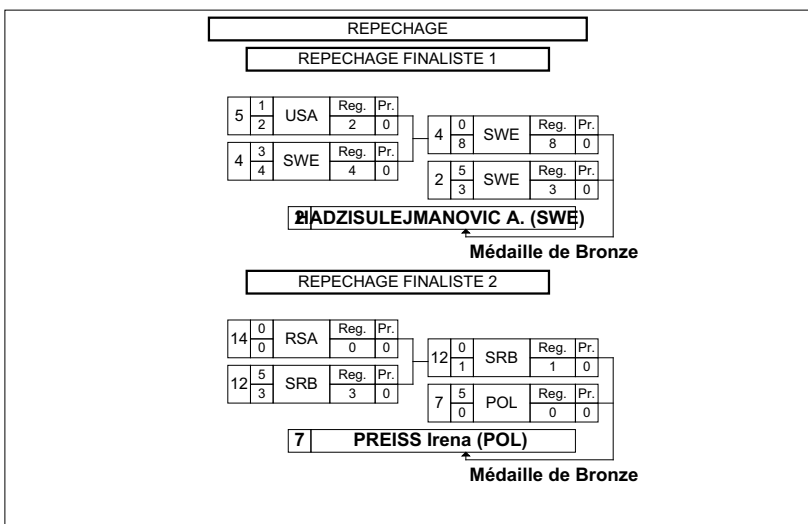 REPECHAGE
REPECHAGE FINALISTE 1
5 1 2 USA Reg. 2 Pr. 0
4 3 4 SWE Reg. 4 Pr. 0
4 0 8 SWE Reg. 8 Pr. 0
2 5 3 SWE Reg. 3 Pr. 0
2 HADZISULEJMANOVIC A. (SWE)
Médaille de Bronze
REPECHAGE FINALISTE 2
14 0 0 RSA Reg. 0 Pr. 0
12 5 3 SRB Reg. 3 Pr. 0
12 0 1 SRB Reg. 1 Pr. 0
7 5 0 POL Reg. 0 Pr. 0
7 PREISS Irena (POL)
Médaille de Bronze